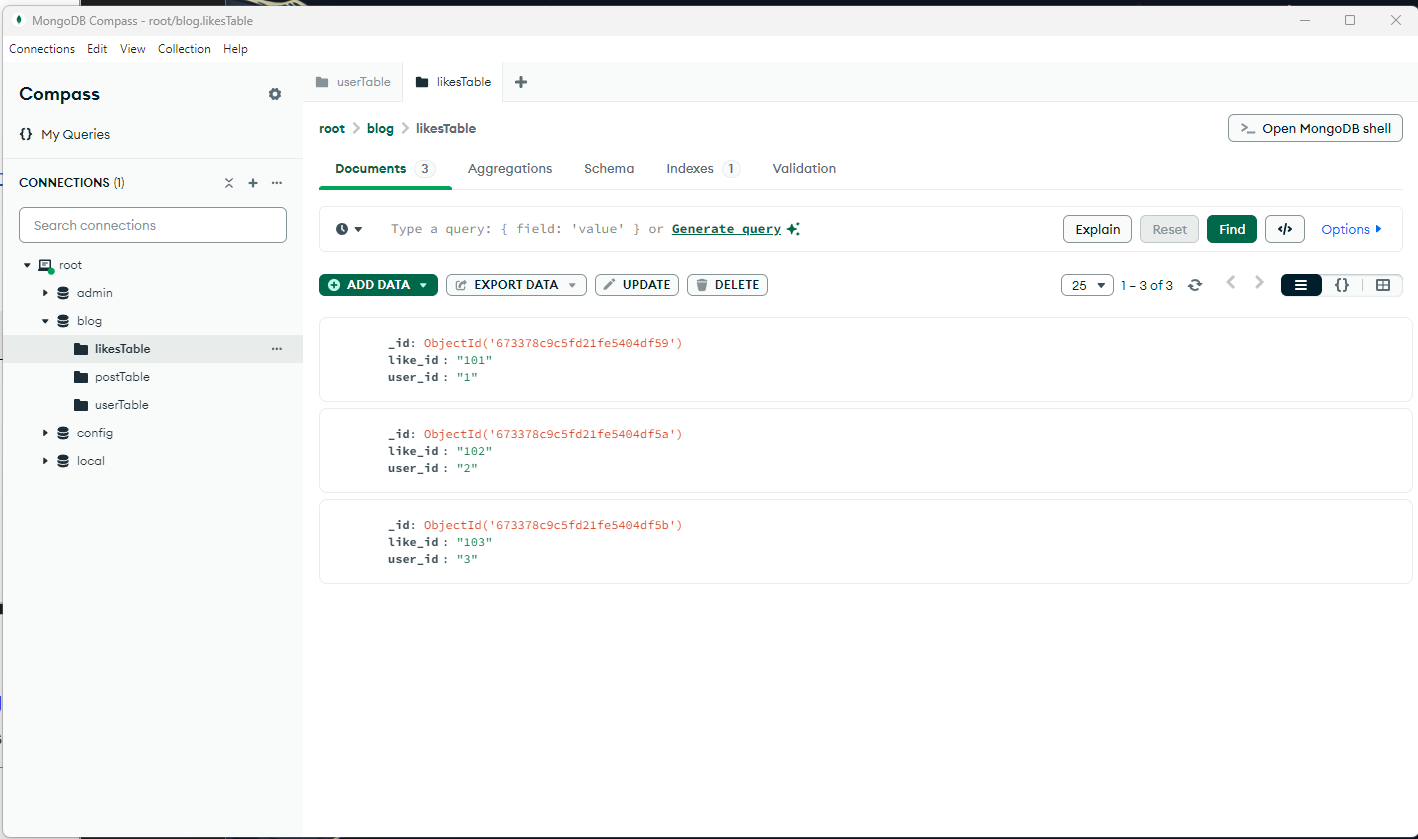 MongoDB Compass - root/blog.likesTable
Connections Edit View Collection Help
Compass
{} My Queries
CONNECTIONS (1)
Search connections
root
admin
blog
likesTable
postTable
userTable
config
local
userTable likesTable
root > blog > likesTable
>_ Open MongoDB shell
Documents 3 Aggregations Schema Indexes 1 Validation
Type a query: { field: 'value' } or Generate query
Explain Reset Find </> Options
ADD DATA EXPORT DATA UPDATE DELETE
25 1 – 3 of 3 {}
_id: ObjectId('673378c9c5fd21fe5404df59')
like_id : "101"
user_id : "1"
_id: ObjectId('673378c9c5fd21fe5404df5a')
like_id : "102"
user_id : "2"
_id: ObjectId('673378c9c5fd21fe5404df5b')
like_id : "103"
user_id : "3"